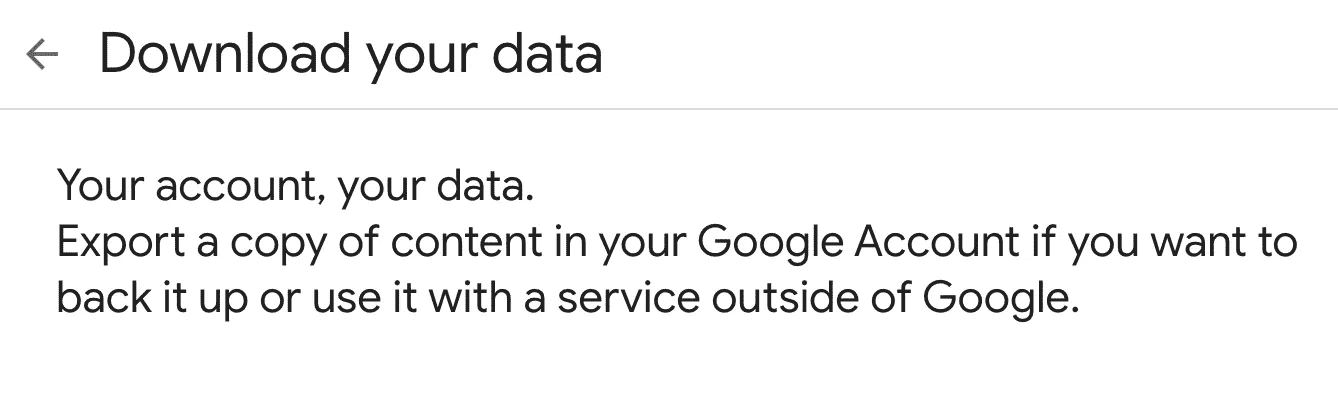 Download your data
Your account, your data.
Export a copy of content in your Google Account if you want to
back it up or use it with a service outside of Google.